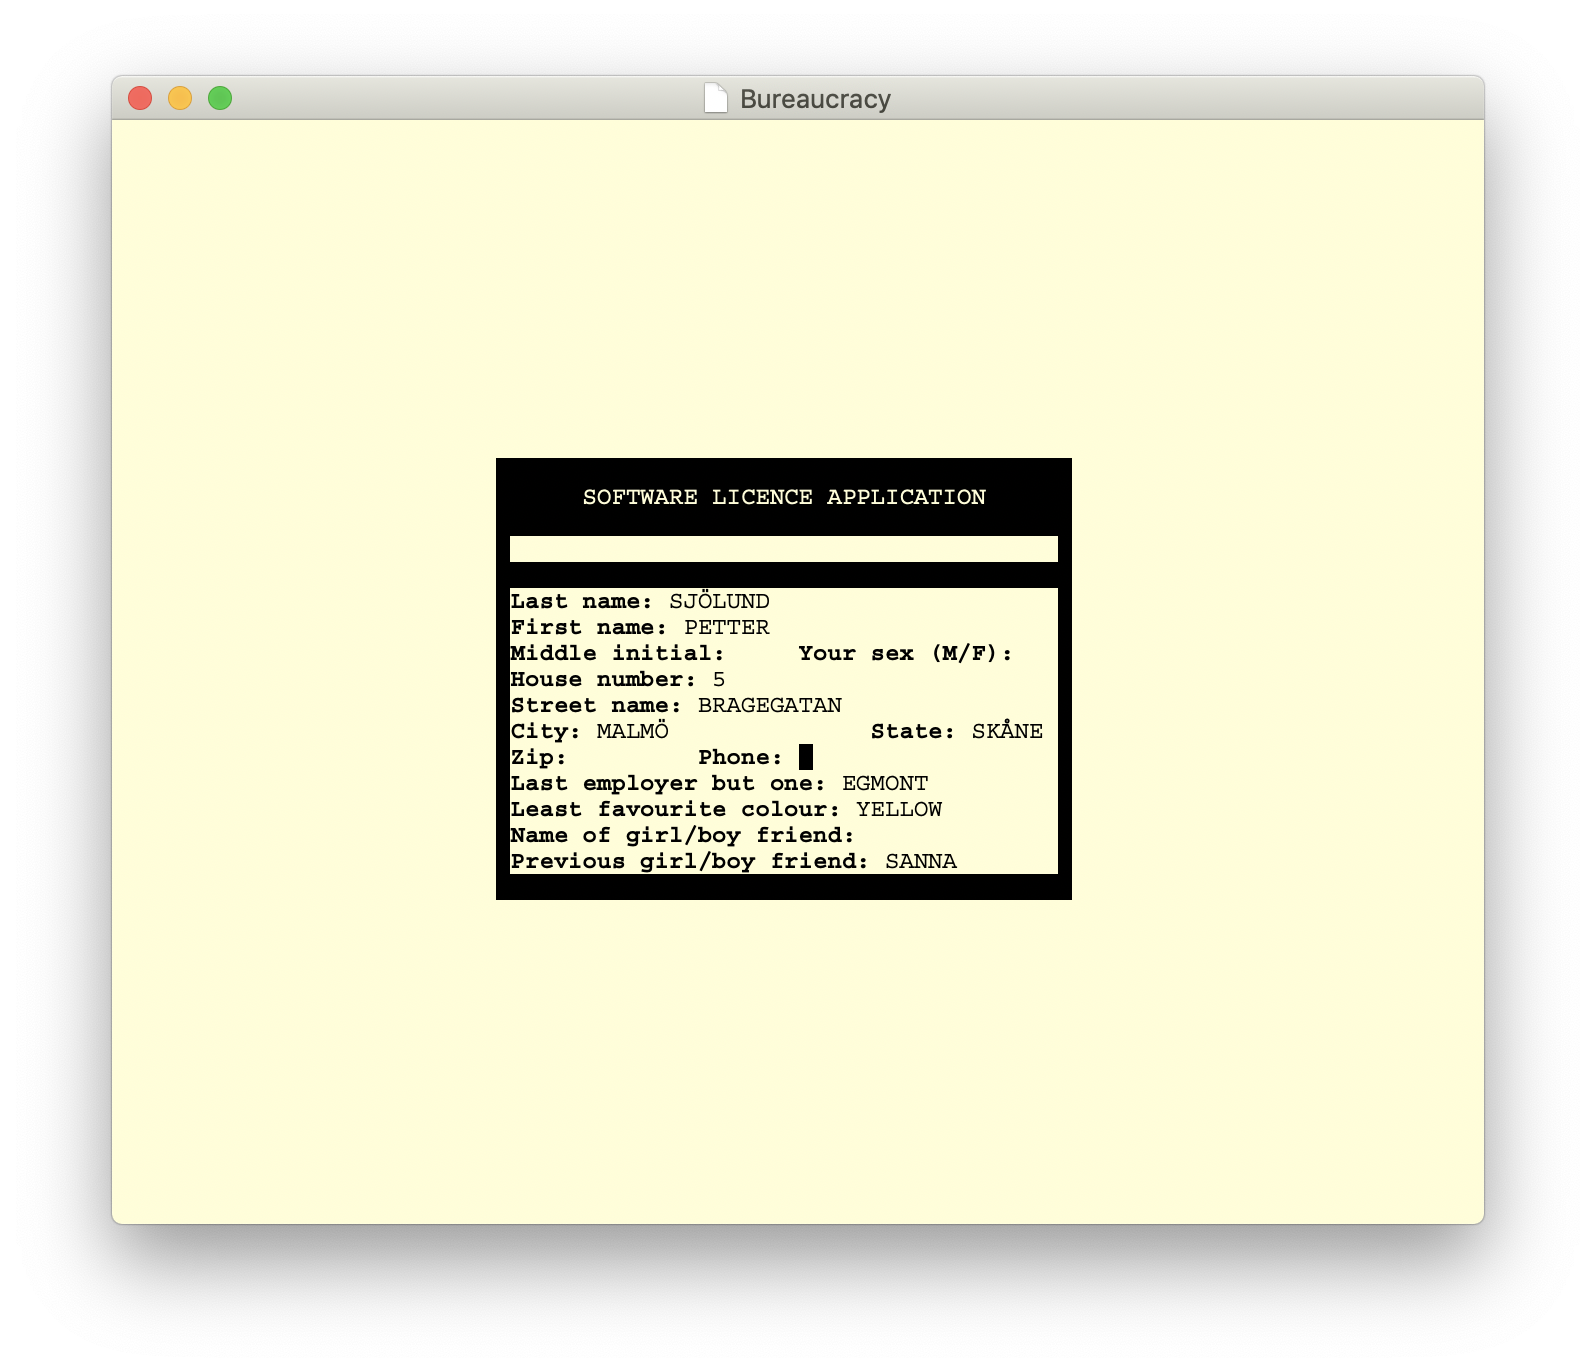 Bureaucracy
SOFTWARE LICENCE APPLICATION
Last name: SJÖLUND
First name: PETTER
Middle initial:     Your sex (M/F):
House number: 5
Street name: BRAGEGATAN
City: MALMÖ              State: SKÅNE
Zip:         Phone:
Last employer but one: EGMONT
Least favourite colour: YELLOW
Name of girl/boy friend:
Previous girl/boy friend: SANNA